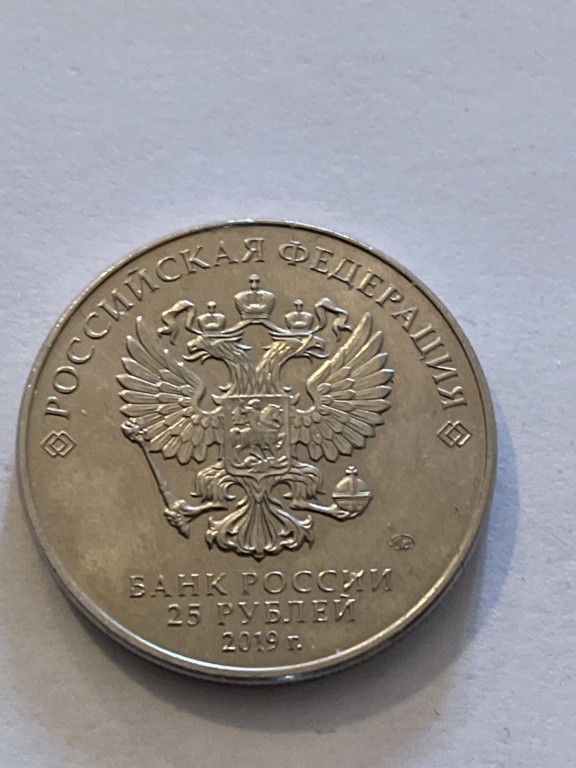 РОССИЙСКАЯ ФЕДЕРАЦИЯ
БАНК РОССИИ
25 РУБЛЕЙ
2019 г.